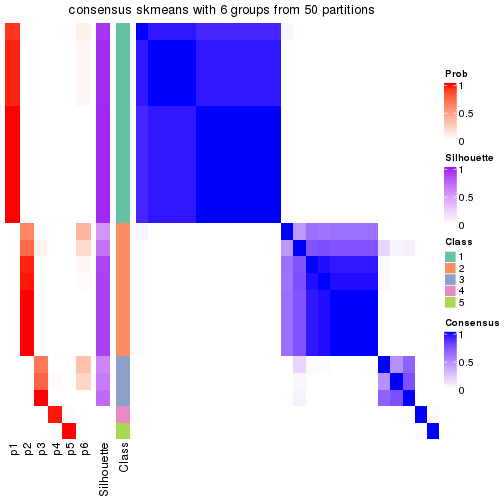 consensus skmeans with 6 groups from 50 partitions
Prob
1
0.5
0
Silhouette
1
0.5
0
Class
1
2
3
4
5
Consensus
1
0.5
0
p1
p2
p3
p4
p5
p6
Silhouette
Class